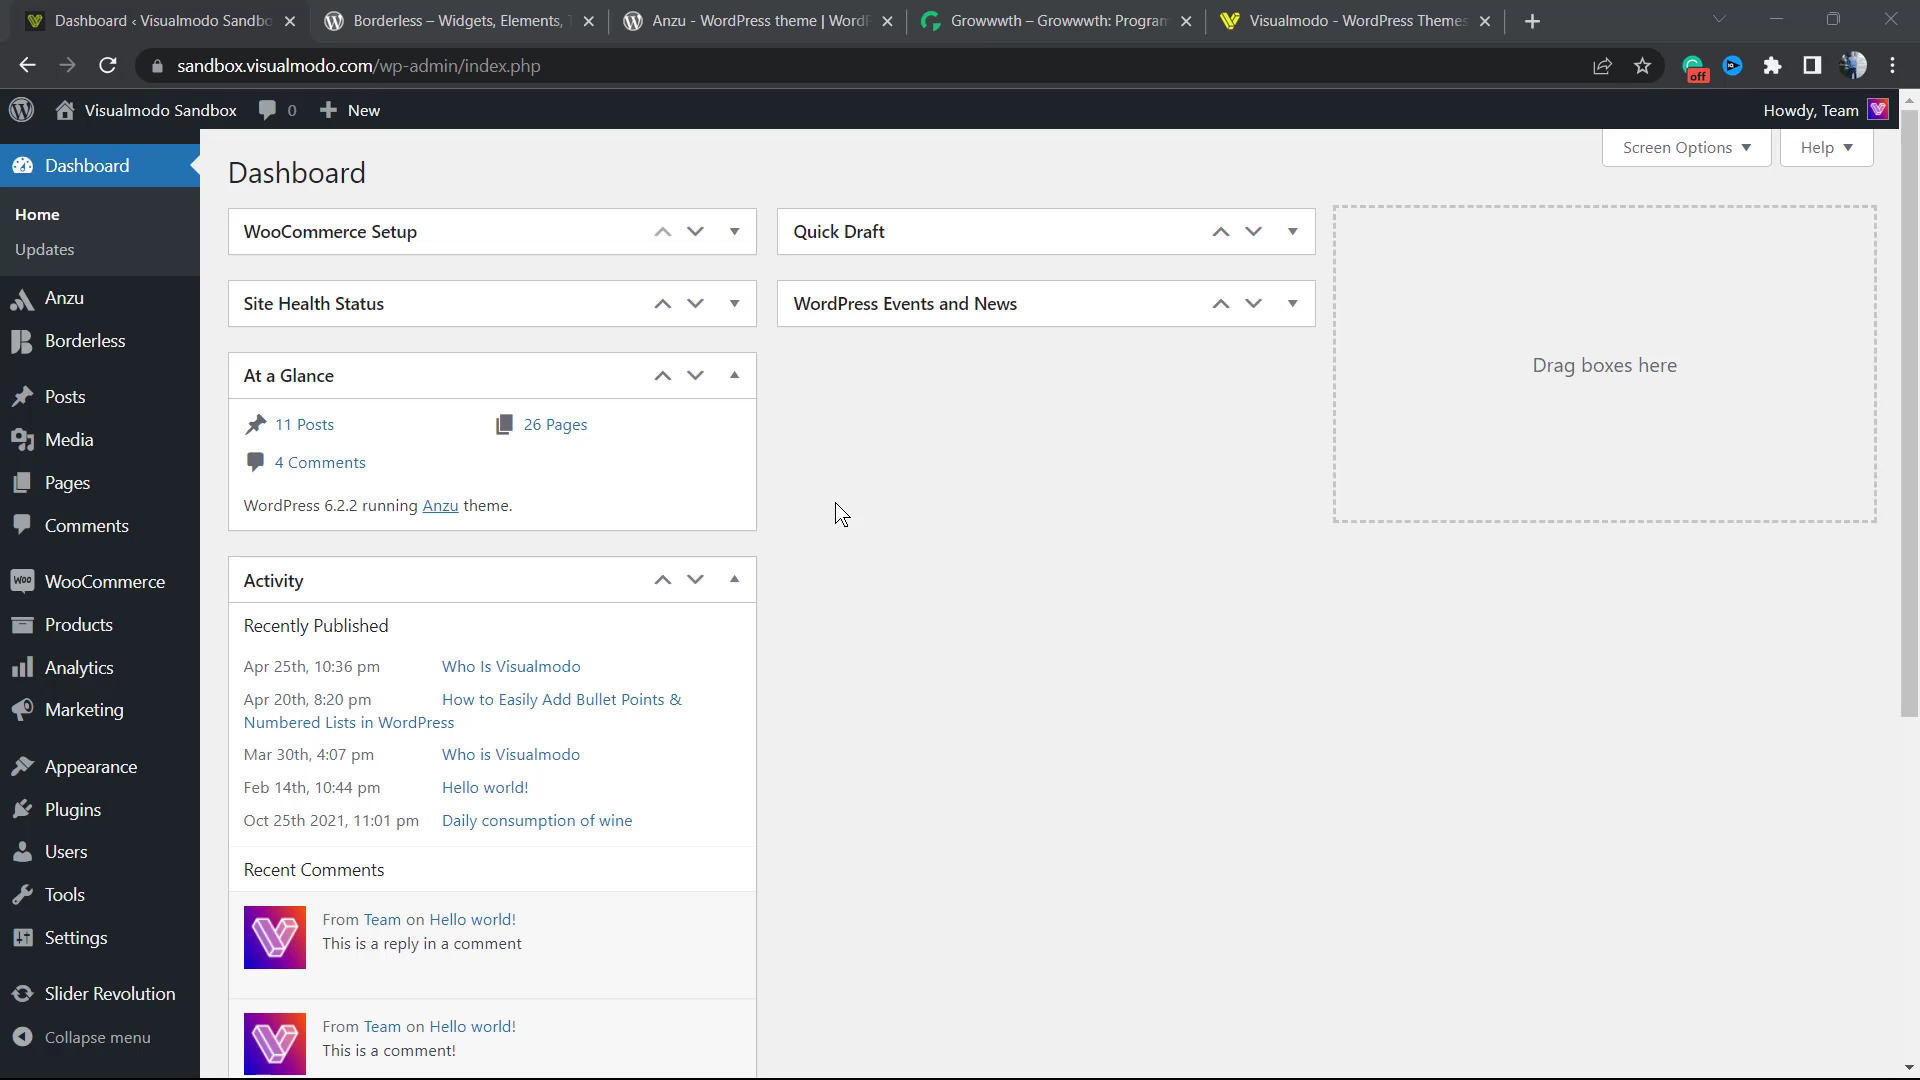 Dashboard ‹ Visualmodo Sandbo
Borderless – Widgets, Elements, T
Anzu - WordPress theme | WordP
Growwwth – Growwwth: Program
Visualmodo - WordPress Themes
sandbox.visualmodo.com/wp-admin/index.php
off
Visualmodo Sandbox
0
New
Howdy, Team
Dashboard
Home
Updates
Anzu
Borderless
Posts
Media
Pages
Comments
Woo
WooCommerce
Products
Analytics
Marketing
Appearance
Plugins
Users
Tools
Settings
Slider Revolution
Collapse menu
Screen Options
Help
Dashboard
WooCommerce Setup
Site Health Status
At a Glance
11 Posts
26 Pages
4 Comments
WordPress 6.2.2 running Anzu theme.
Activity
Recently Published
Apr 25th, 10:36 pm Who Is Visualmodo
Apr 20th, 8:20 pm How to Easily Add Bullet Points &
Numbered Lists in WordPress
Mar 30th, 4:07 pm Who is Visualmodo
Feb 14th, 10:44 pm Hello world!
Oct 25th 2021, 11:01 pm Daily consumption of wine
Recent Comments
From Team on Hello world!
This is a reply in a comment
From Team on Hello world!
This is a comment!
Quick Draft
WordPress Events and News
Drag boxes here